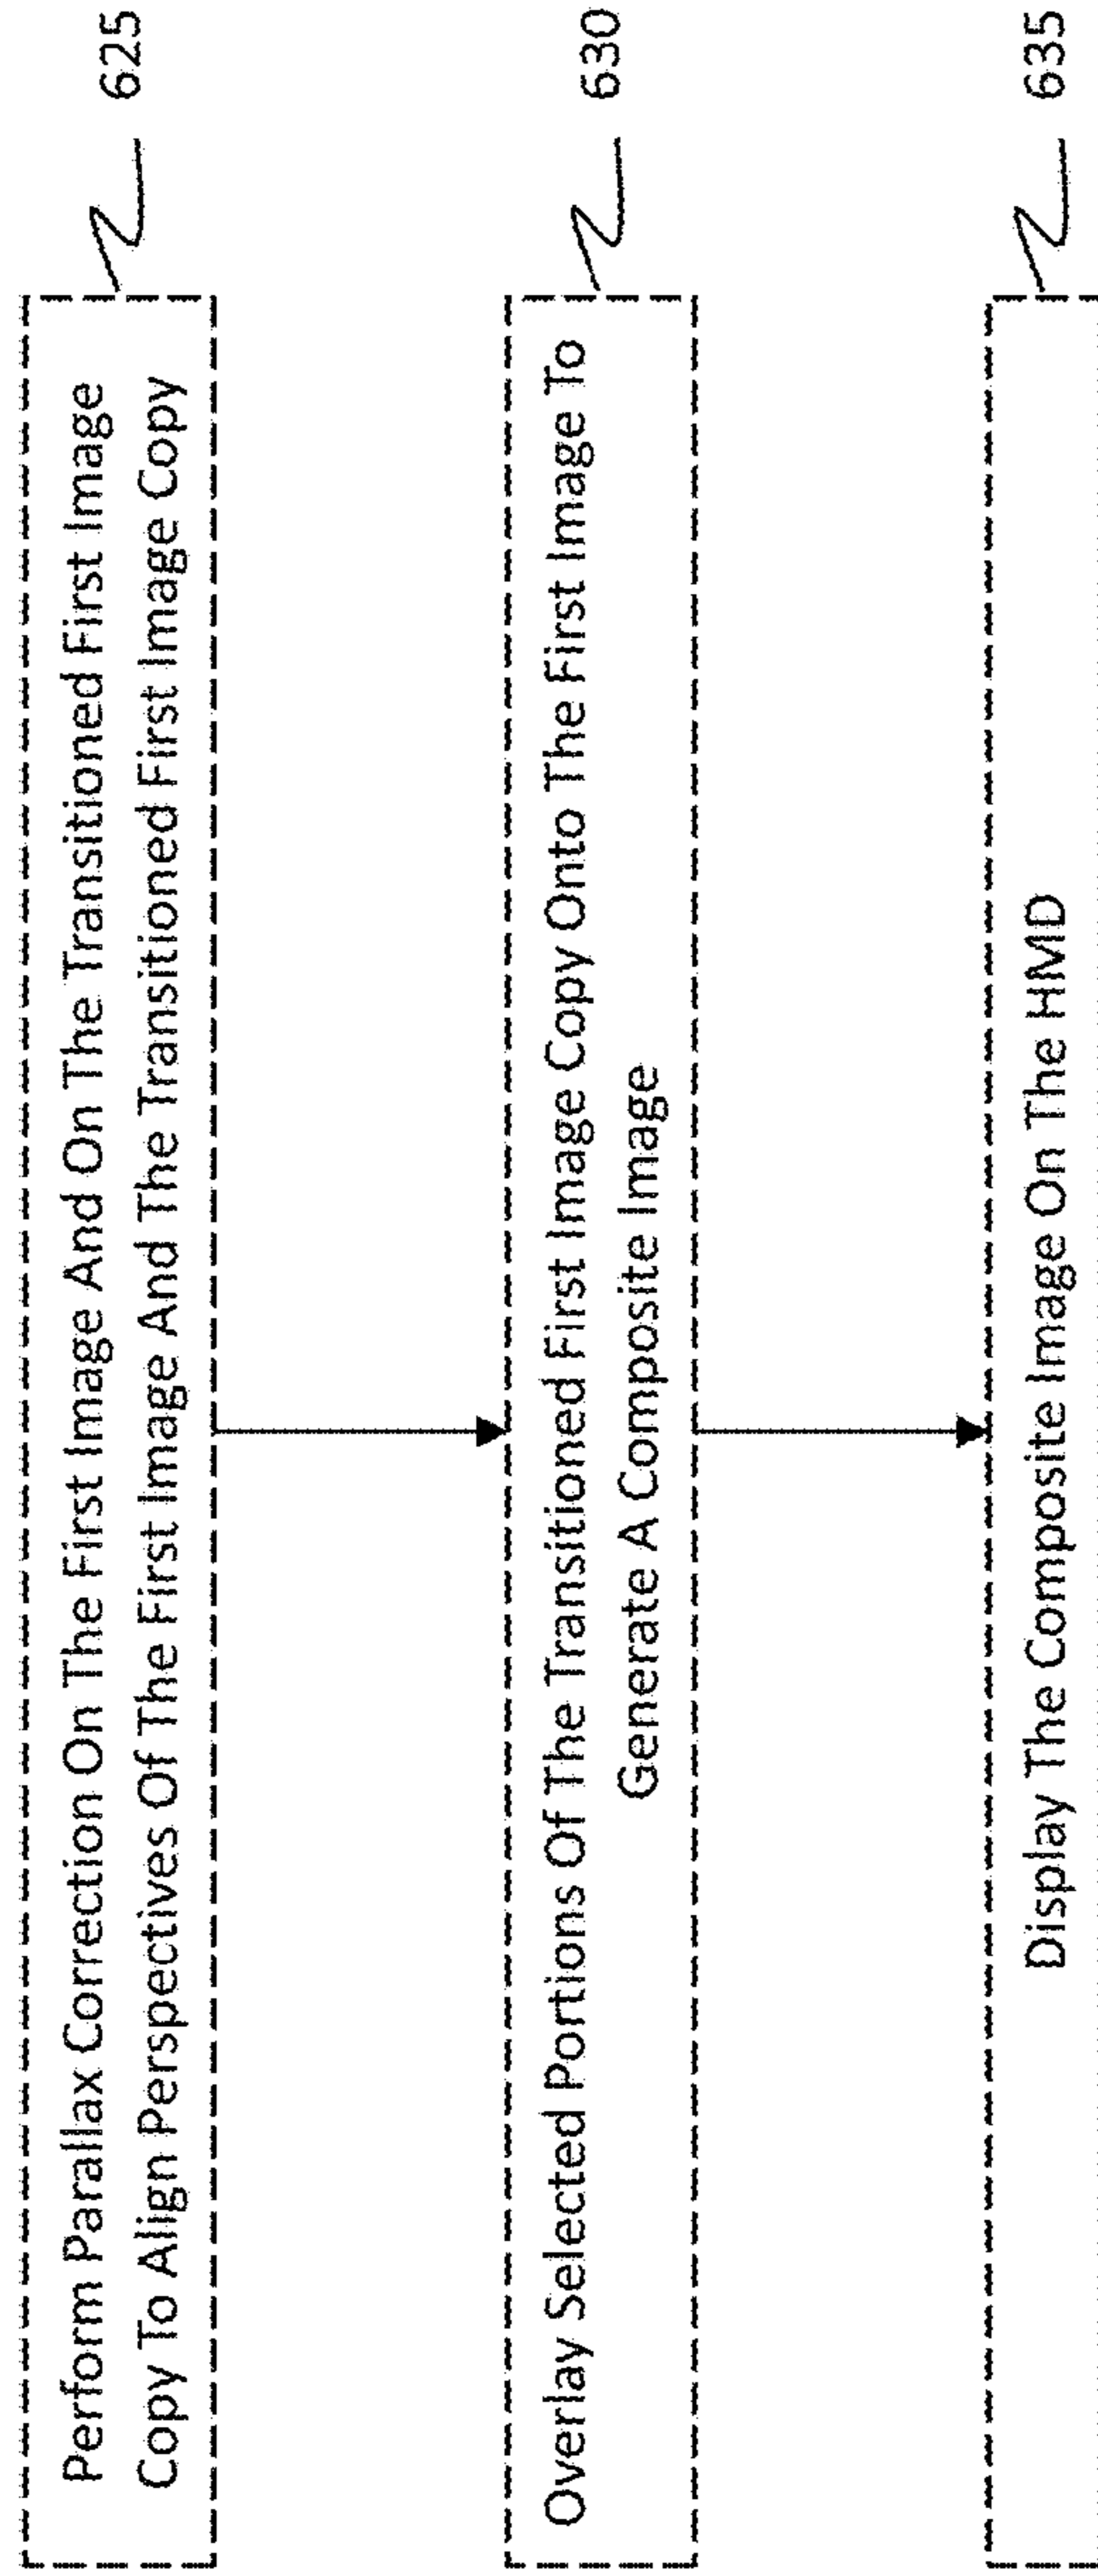 Perform Parallax Correction On The First Image And On The Transitioned First Image
Copy To Align Perspectives Of The First Image And The Transitioned First Image Copy
625
Overlay Selected Portions Of The Transitioned First Image Copy Onto The First Image To
Generate A Composite Image
630
Display The Composite Image On The HMD
635